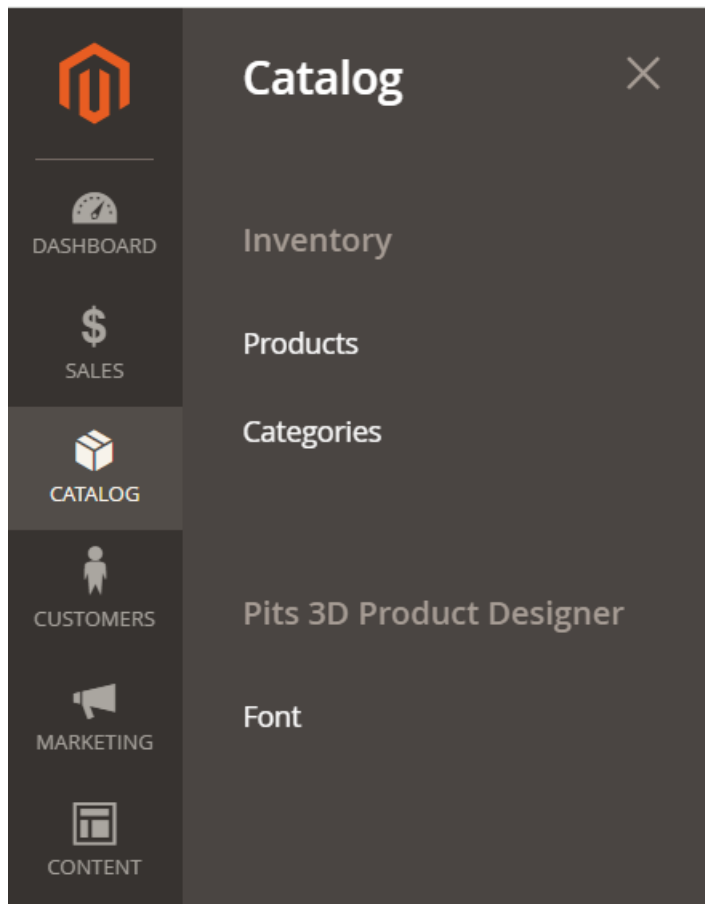 DASHBOARD
SALES
CATALOG
CUSTOMERS
MARKETING
CONTENT
Catalog
Inventory
Products
Categories
Pits 3D Product Designer
Font